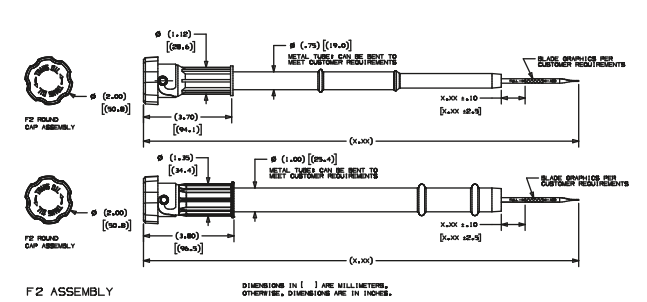 Ø (1.12)
[(28.6)]
Ø (.75) [(19.0)]
METAL TUBE: CAN BE BENT TO
MEET CUSTOMER REQUIREMENTS
BLADE GRAPHICS PER
CUSTOMER REQUIREMENTS
Ø (2.00)
[(50.8)]
F2 ROUND
CAP ASSEMBLY
(3.70)
[(94.1)]
X.XX ±.10
[X.XX ±2.5]
(X.XX)
Ø (1.35)
[(34.4)]
Ø (1.00) [(25.4)]
METAL TUBE: CAN BE BENT TO
MEET CUSTOMER REQUIREMENTS
BLADE GRAPHICS PER
CUSTOMER REQUIREMENTS
Ø (2.00)
[(50.8)]
F2 ROUND
CAP ASSEMBLY
(3.80)
[(96.5)]
X.XX ±.10
[X.XX ±2.5]
(X.XX)
F2 ASSEMBLY
DIMENSIONS IN [ ] ARE MILLIMETERS,
OTHERWISE, DIMENSIONS ARE IN INCHES.